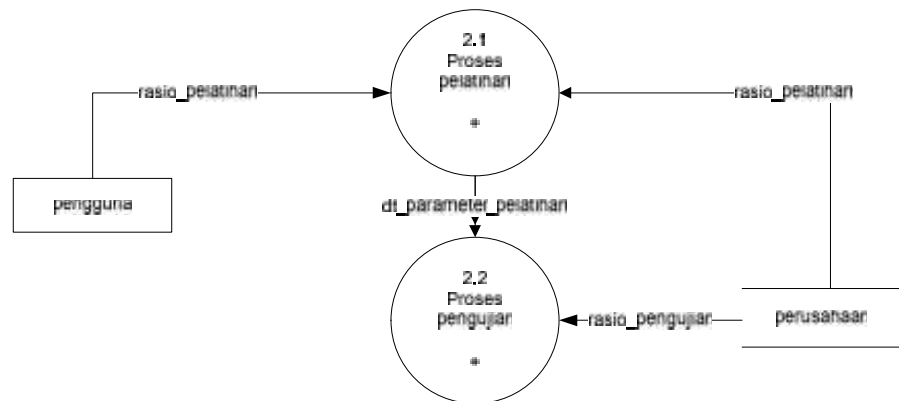 2.1
Proses
pelatihan
*
rasio_pelatihan
rasio_pelatihan
pengguna
dt_parameter_pelatihan
2.2
Proses
pengujian
*
rasio_pengujian
perusahaan